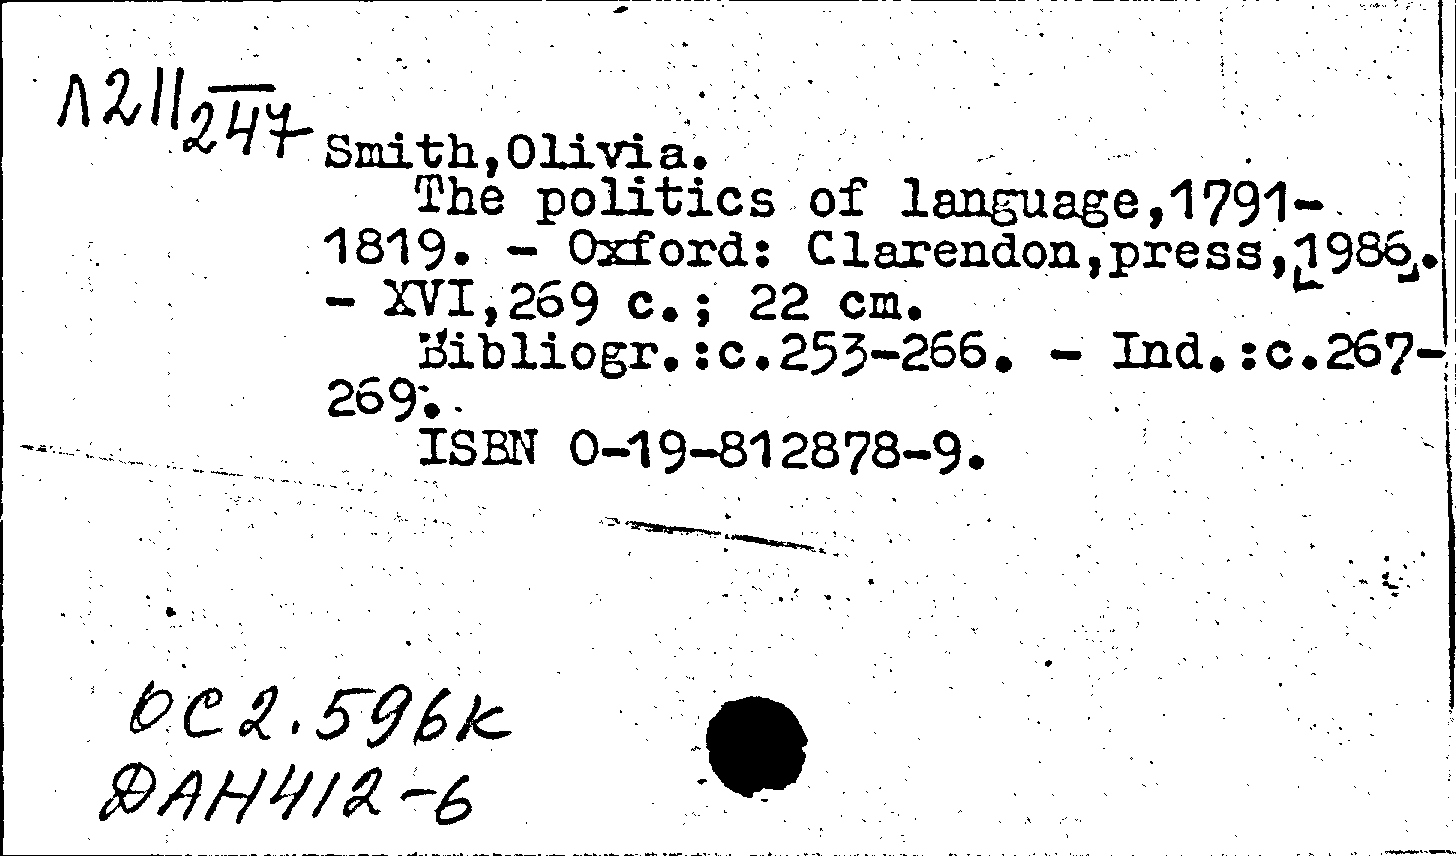 Л211
247
Smith,Olivia.
The politics of language,1791-
1819. - Oxford: Clarendon,press,[1986].
- XVI,269 c.; 22 cm.
Bibliogr.:c.253-266. - Ind.:c.267-
269.
ISBN 0-19-812878-9.
ОС2.596К
ДАН412-6